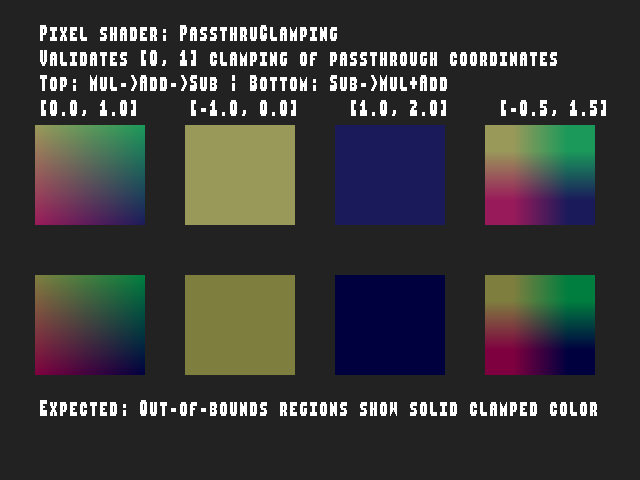 Pixel shader: PassthruClamping
Validates [0, 1] clamping of passthrough coordinates
Top: Mul->Add->Sub | Bottom: Sub->Mul+Add
[0.0, 1.0] [-1.0, 0.0] [1.0, 2.0] [-0.5, 1.5]
Expected: Out-of-bounds regions show solid clamped color